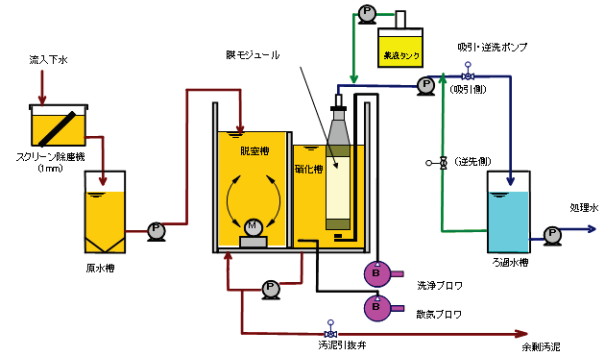 流入下水
スクリーン除塵機
(1mm)
原水槽
P
脱窒槽
M
硝化槽
膜モジュール
P
薬底タンク
吸引・逆洗ポンプ
P
(吸引側)
(逆先側)
処理水
ろ過水槽
P
P
B
洗浄ブロワ
B
散気ブロワ
汚泥引抜弁
余剰汚泥